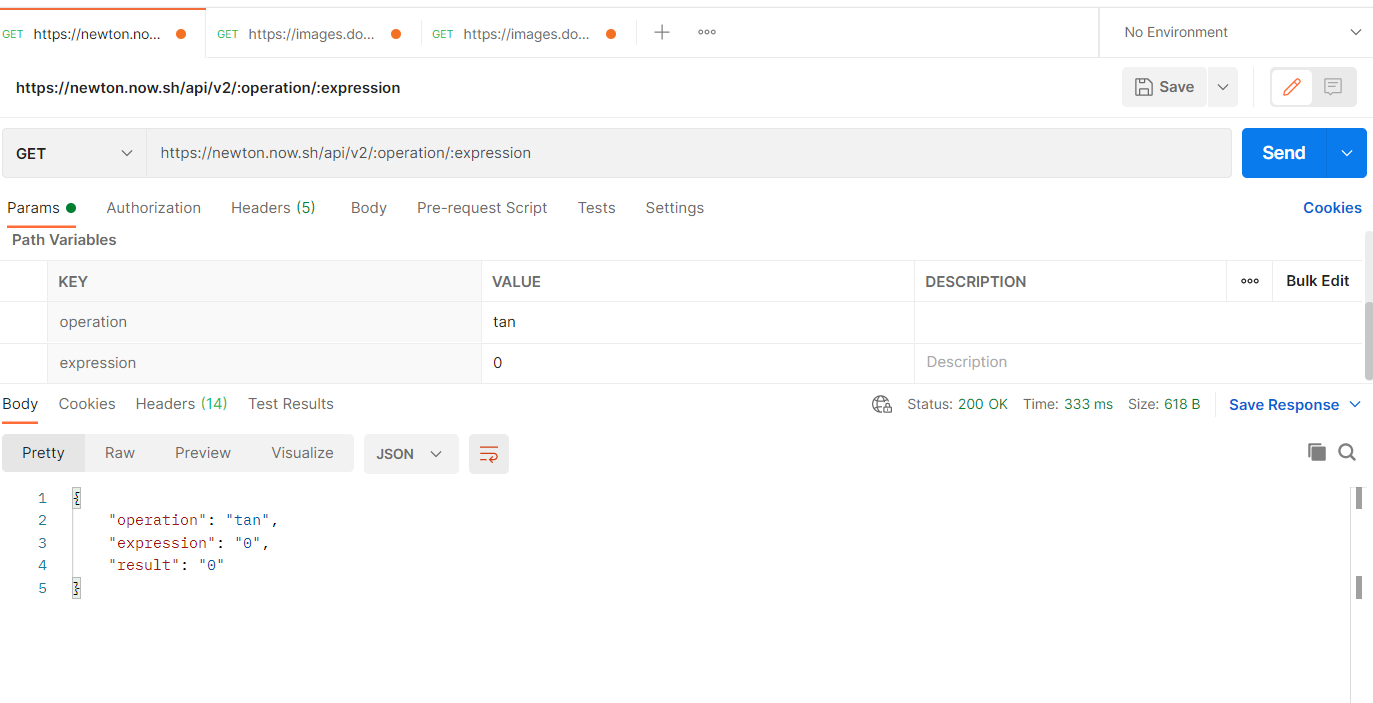 GET https://newton.now.sh... GET https://images.do... GET https://images.do... No Environment
https://newton.now.sh/api/v2/:operation/:expression Save
GET https://newton.now.sh/api/v2/:operation/:expression Send
Params Authorization Headers (5) Body Pre-request Script Tests Settings Cookies
Path Variables
KEY VALUE DESCRIPTION Bulk Edit
operation tan
expression 0 Description
Body Cookies Headers (14) Test Results Status: 200 OK Time: 333 ms Size: 618 B Save Response
Pretty Raw Preview Visualize JSON
1 {
2 "operation": "tan",
3 "expression": "0",
4 "result": "0"
5 }